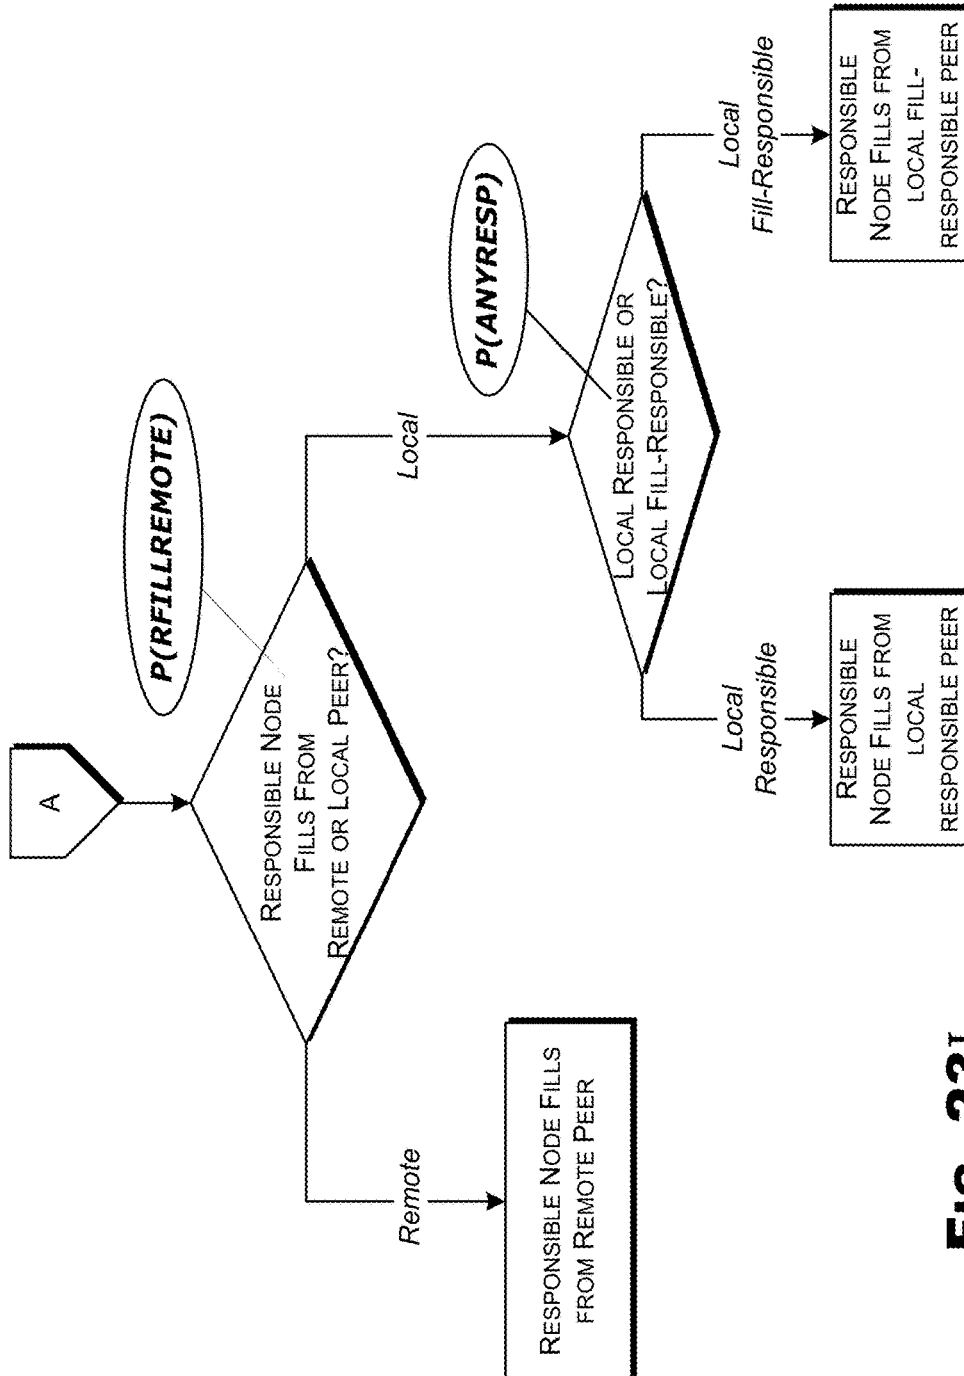 A
P(RFILLREMOTE)
RESPONSIBLE NODE
FILLS FROM
REMOTE OR LOCAL PEER?
Remote
Local
P(ANYRESP)
RESPONSIBLE NODE FILLS
FROM REMOTE PEER
LOCAL RESPONSIBLE OR
LOCAL FILL-RESPONSIBLE?
Local
Responsible
Local
Fill-Responsible
RESPONSIBLE
NODE FILLS FROM
LOCAL
RESPONSIBLE PEER
RESPONSIBLE
NODE FILLS FROM
LOCAL FILL-
RESPONSIBLE PEER